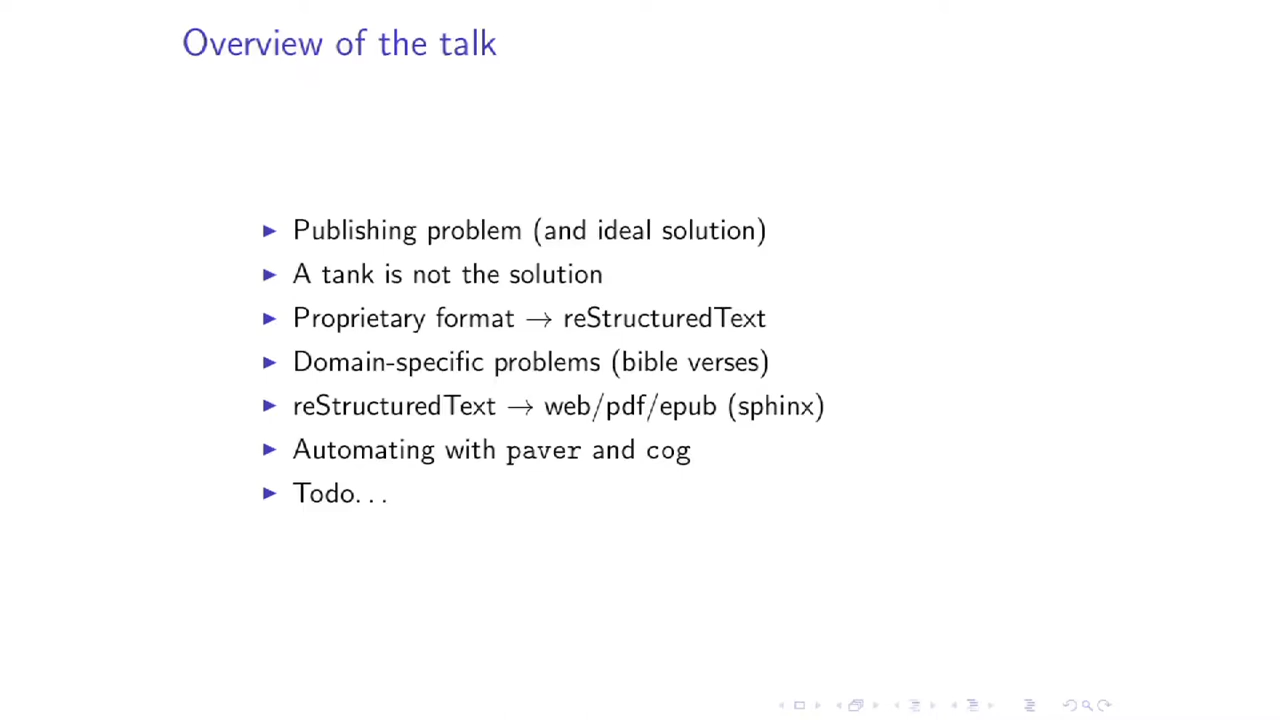 Overview of the talk
Publishing problem (and ideal solution)
A tank is not the solution
Proprietary format → reStructuredText
Domain-specific problems (bible verses)
reStructuredText → web/pdf/epub (sphinx)
Automating with paver and cog
Todo. . .